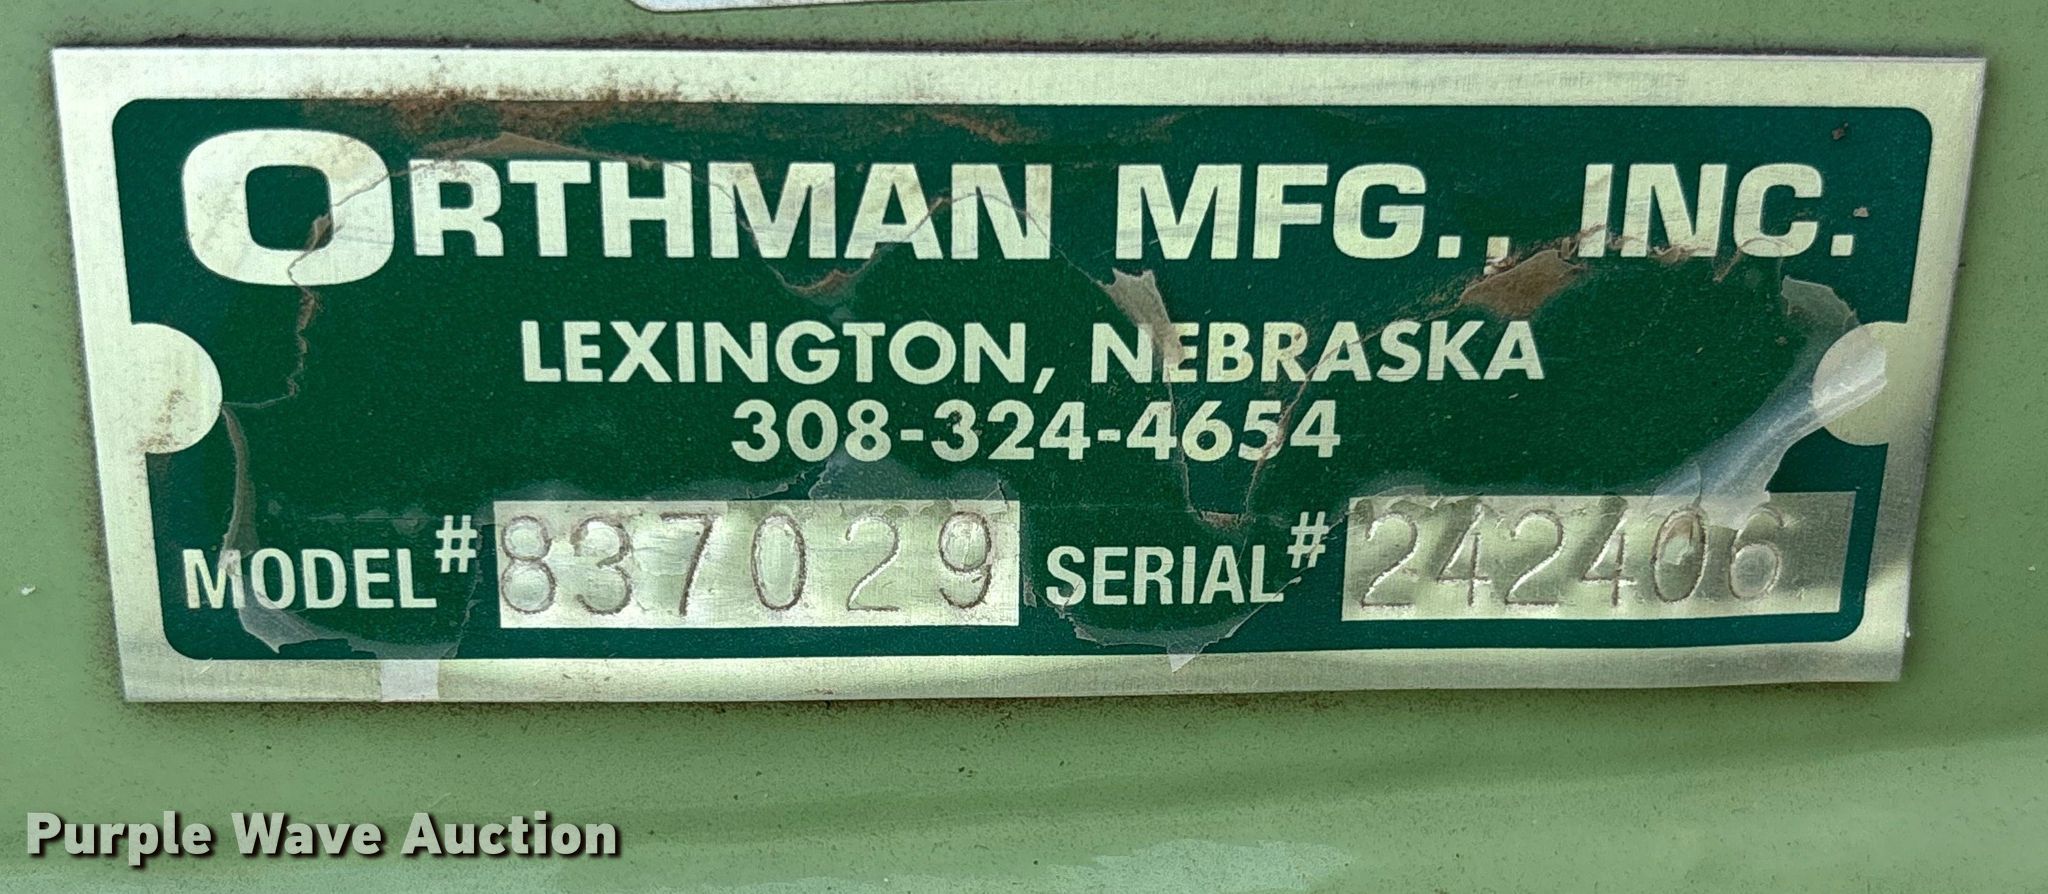 ORTHMAN MFG., INC.
LEXINGTON, NEBRASKA
308-324-4654
MODEL# 837029 SERIAL# 242406
Purple Wave Auction